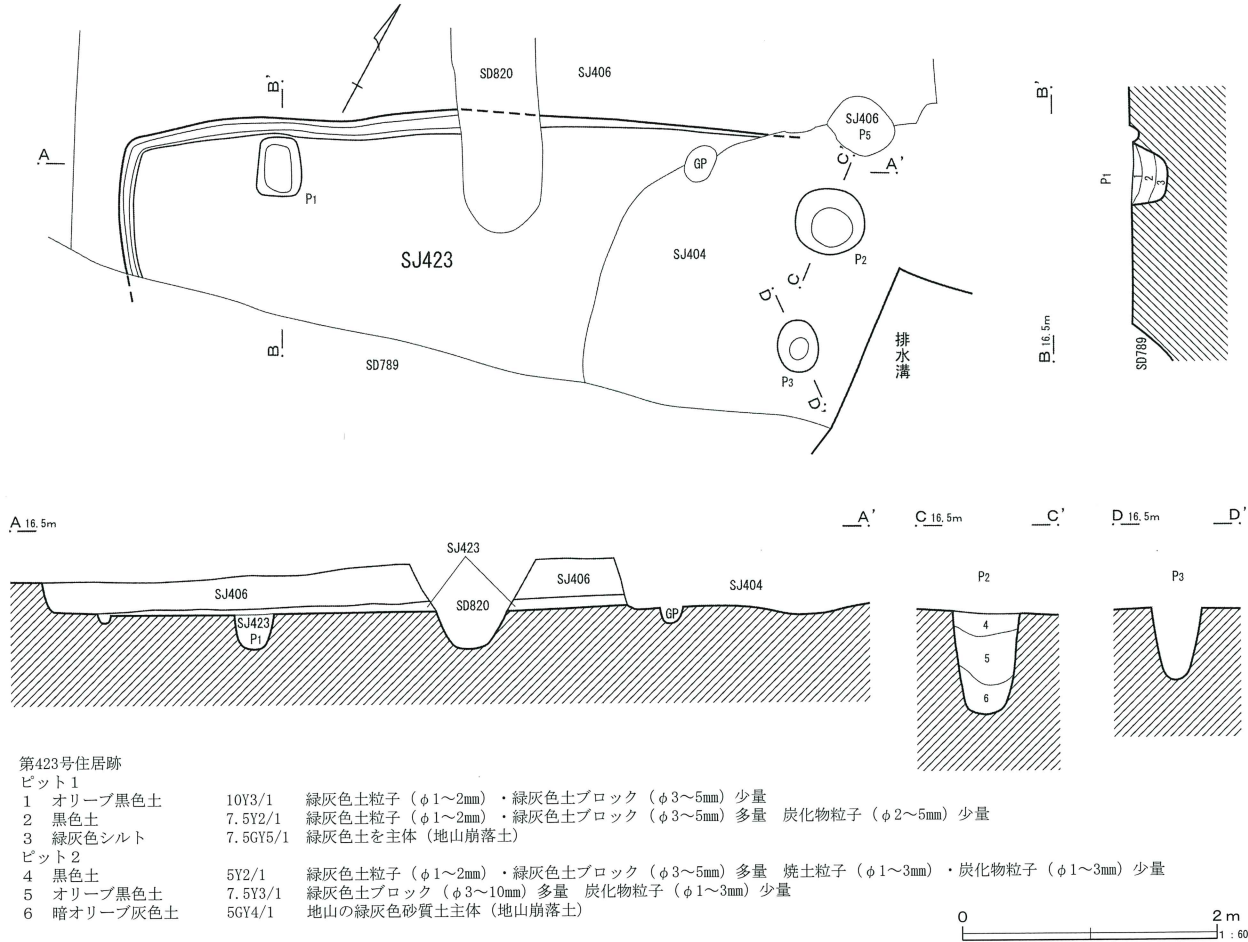 SD820
SJ406
B'
SJ406
P5
A
GP
C'
A'
P1
SJ423
SJ404
P2
C
D
P3
D'
B
SD789
排水溝
B'
P1
1
2
3
B 16.5m
SD789
A 16.5m
A'
SJ423
SJ406
SD820
SJ406
SJ404
SJ423
P1
GP
C 16.5m
C'
P2
4
5
6
D 16.5m
D'
P3
第423号住居跡
ピット1
1 オリーブ黒色土 10Y3/1 緑灰色土粒子（φ1～2㎜）・緑灰色土ブロック（φ3～5㎜）少量
2 黒色土 7.5Y2/1 緑灰色土粒子（φ1～2㎜）・緑灰色土ブロック（φ3～5㎜）多量 炭化物粒子（φ2～5㎜）少量
3 緑灰色シルト 7.5GY5/1 緑灰色土を主体（地山崩落土）
ピット2
4 黒色土 5Y2/1 緑灰色土粒子（φ1～2㎜）・緑灰色土ブロック（φ3～5㎜）多量 焼土粒子（φ1～3㎜）・炭化物粒子（φ1～3㎜）少量
5 オリーブ黒色土 7.5Y3/1 緑灰色土ブロック（φ3～10㎜）多量 炭化物粒子（φ1～3㎜）少量
6 暗オリーブ灰色土 5GY4/1 地山の緑灰色砂質土主体（地山崩落土）
0 2m
1：60